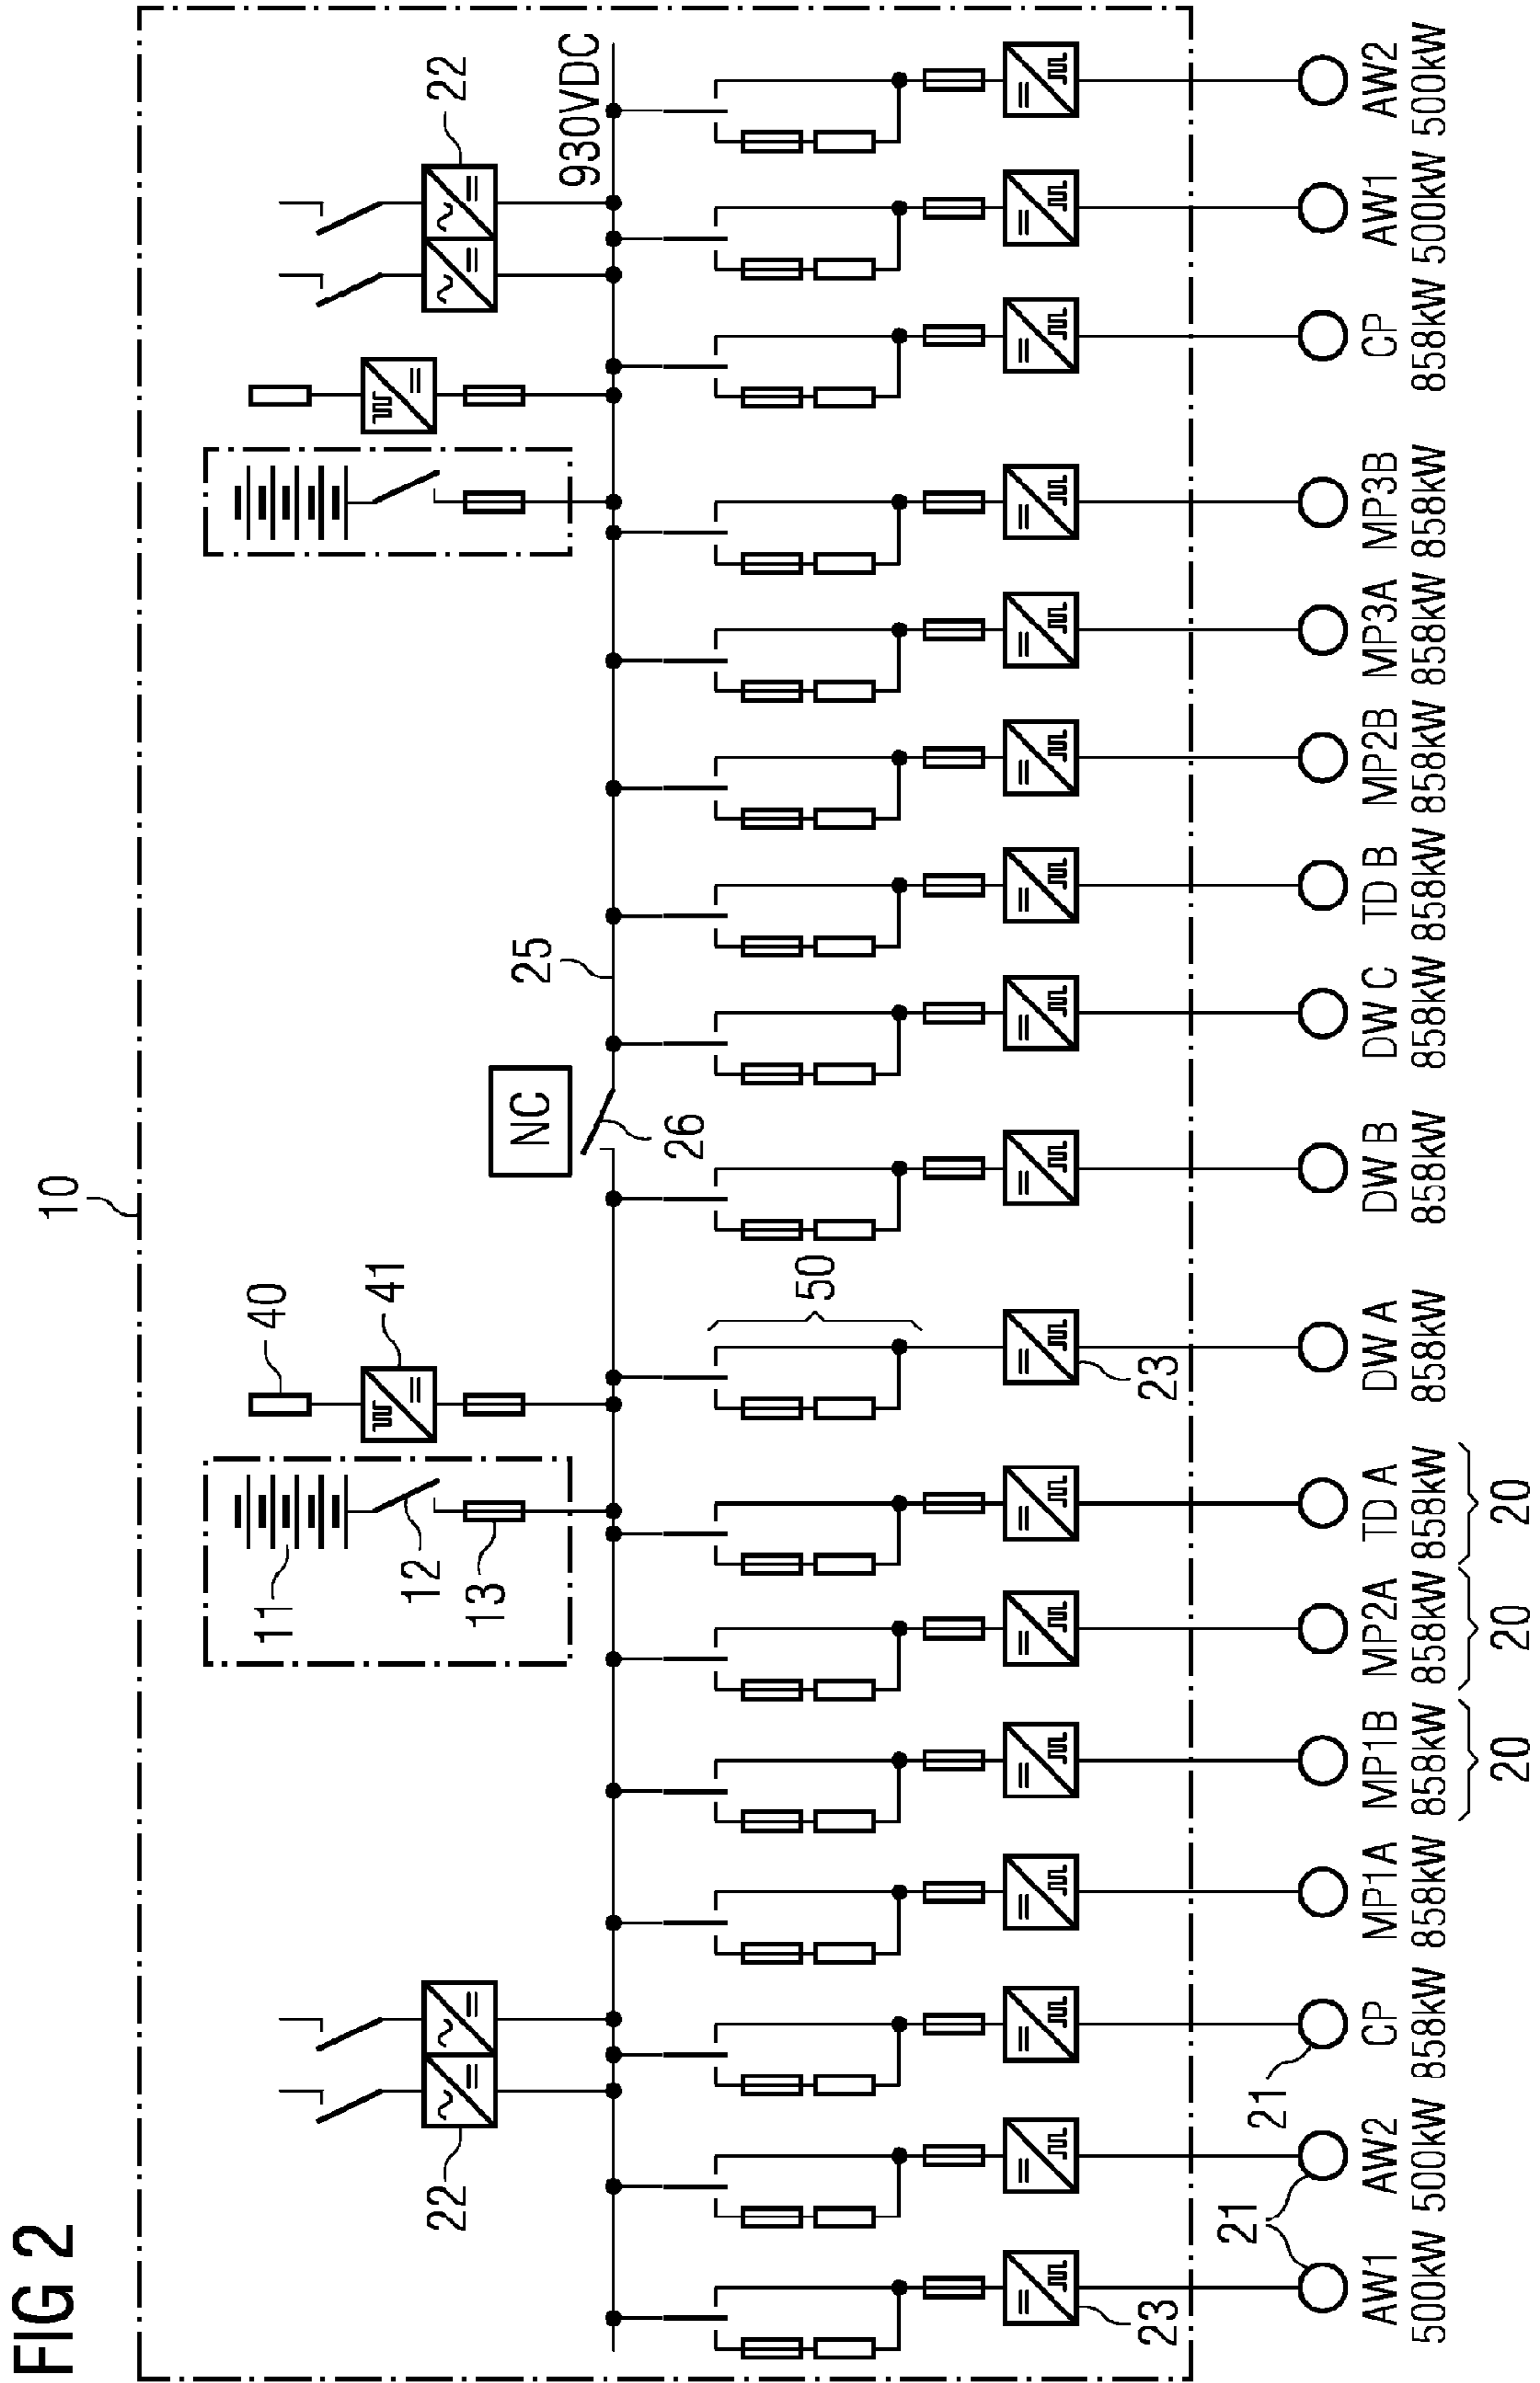 FIG 2
10
22
22
930VDC
40
41
11
12
13
NC
25
26
50
23
23
21
21
AW1 AW2 CP MP1A MP1B MP2A TD A DW A DW B DW C TD B MP2B MP3A MP3B CP AW1 AW2
500kW 500kW 858kW 858kW 858kW 858kW 858kW 858kW 858kW 858kW 858kW 858kW 858kW 858kW 858kW 500kW 500kW
20 20 20